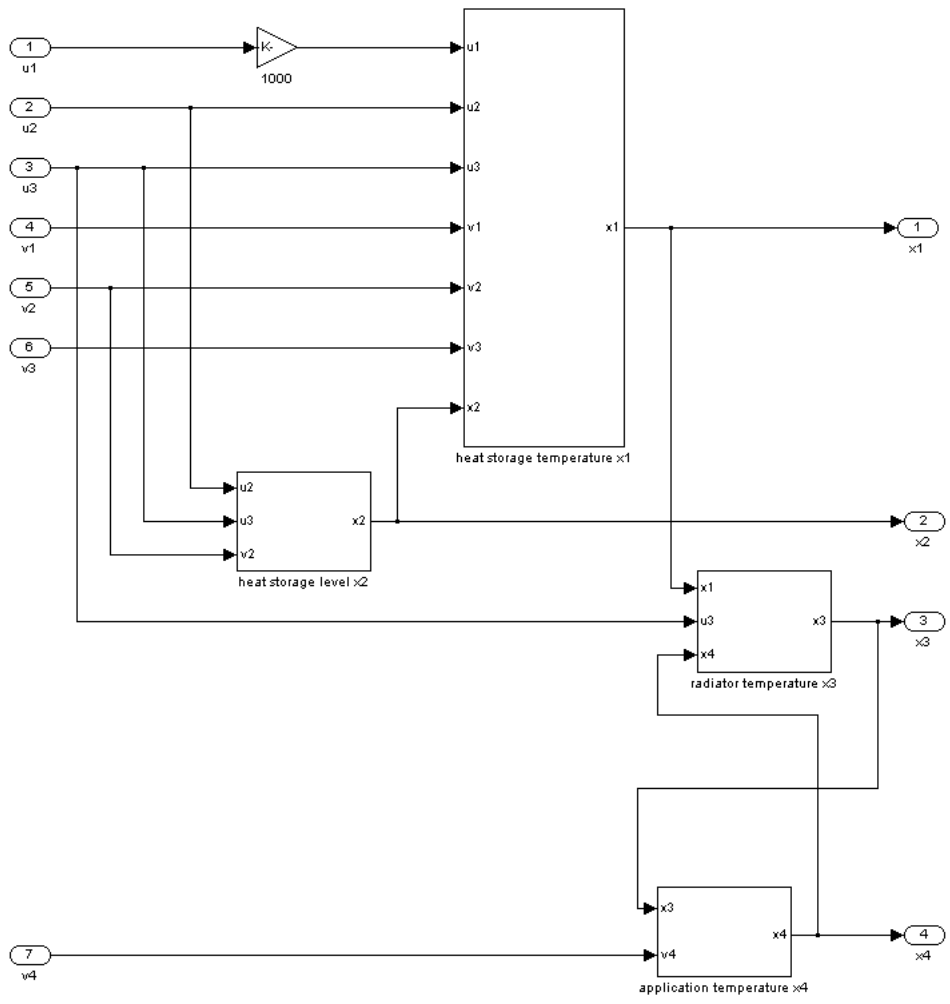 1
u1
K-
1000
2
u2
3
u3
4
v1
5
v2
6
v3
u1
u2
u3
v1
v2
v3
x2
x1
heat storage temperature x1
1
x1
u2
u3
v2
x2
heat storage level x2
2
x2
x1
u3
x4
x3
radiator temperature x3
3
x3
x3
v4
x4
application temperature x4
7
v4
4
x4